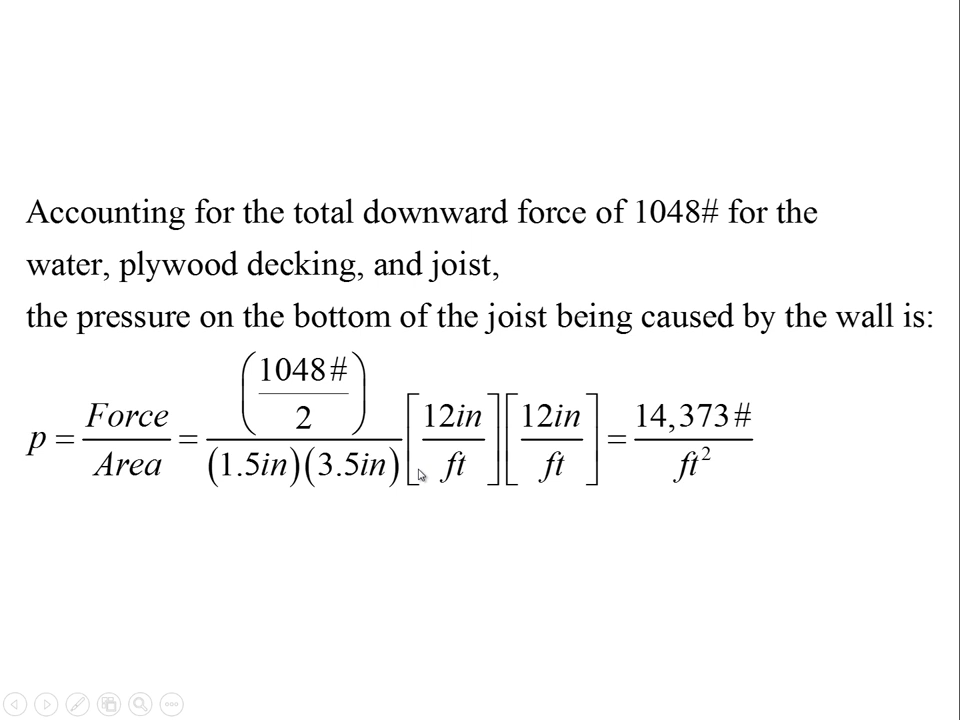 Accounting for the total downward force of 1048# for the
water, plywood decking, and joist,
the pressure on the bottom of the joist being caused by the wall is:
p = Force/Area = (1048#/2)/((1.5in)(3.5in)) [12in/ft][12in/ft] = 14,373#/ft²